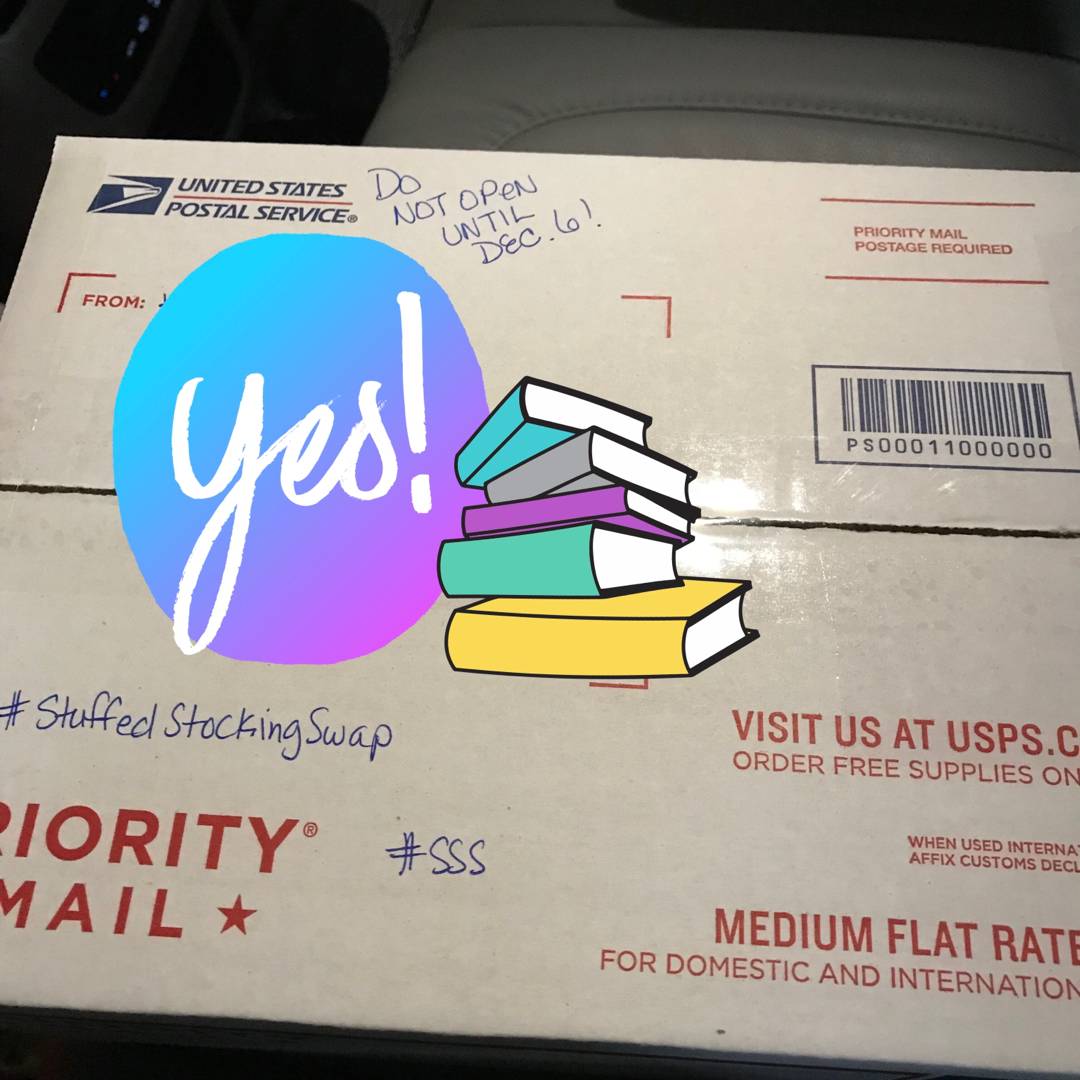 UNITED STATES
POSTAL SERVICE®
DO
NOT OPEN
UNTIL
DEC. 6!
PRIORITY MAIL
POSTAGE REQUIRED
FROM:
yes!
PS00011000000
#StuffedStockingSwap
VISIT US AT USPS.C
ORDER FREE SUPPLIES ON
RIORITY®
MAIL
#SSS
WHEN USED INTERNAT
AFFIX CUSTOMS DECL
MEDIUM FLAT RATE
FOR DOMESTIC AND INTERNATION